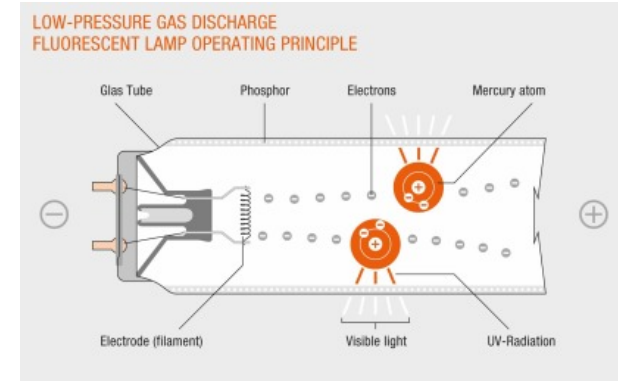 LOW-PRESSURE GAS DISCHARGE
FLUORESCENT LAMP OPERATING PRINCIPLE
Glas Tube
Phosphor
Electrons
Mercury atom
Electrode (filament)
Visible light
UV-Radiation